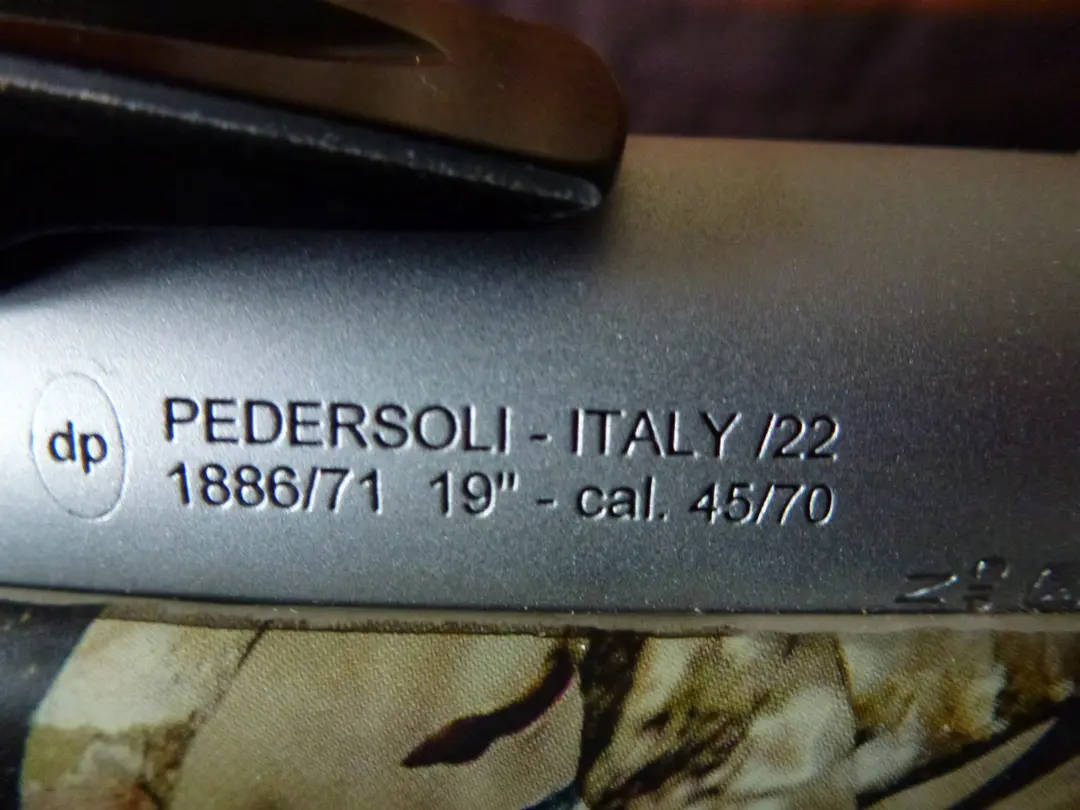 dp
PEDERSOLI - ITALY /22
1886/71 19" - cal. 45/70